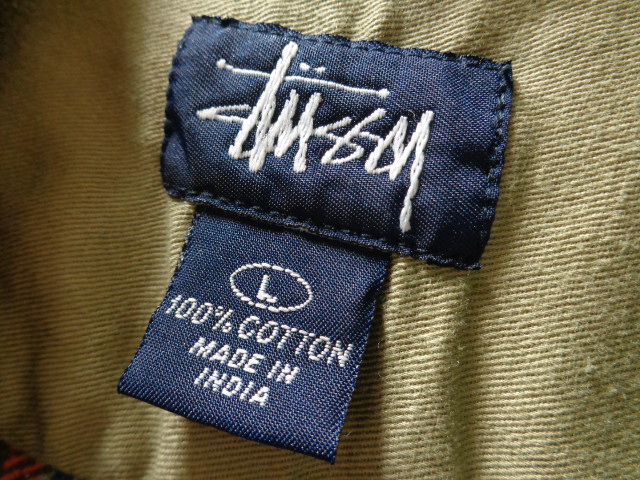 Stüssy
L
100% COTTON
MADE IN
INDIA